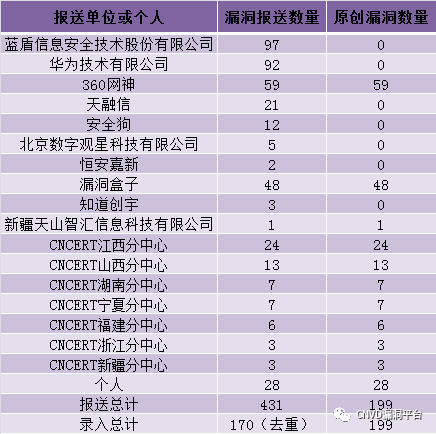 报送单位或个人 漏洞报送数量 原创漏洞数量
蓝盾信息安全技术股份有限公司 97 0
华为技术有限公司 92 0
360网神 59 59
天融信 21 0
安全狗 12 0
北京数字观星科技有限公司 5 0
恒安嘉新 2 0
漏洞盒子 48 48
知道创宇 3 0
新疆天山智汇信息科技有限公司 1 1
CNCERT江西分中心 24 24
CNCERT山西分中心 13 13
CNCERT湖南分中心 7 7
CNCERT宁夏分中心 7 7
CNCERT福建分中心 6 6
CNCERT浙江分中心 3 3
CNCERT新疆分中心 3 3
个人 28 28
报送总计 431 199
录入总计 170（去重） 199
CNVD漏洞平台